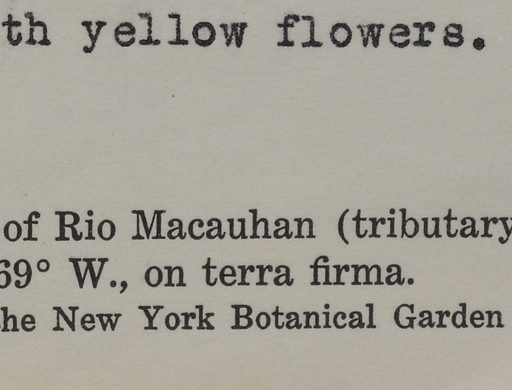 th yellow flowers.
of Rio Macauhan (tributary
69° W., on terra firma.
he New York Botanical Garden